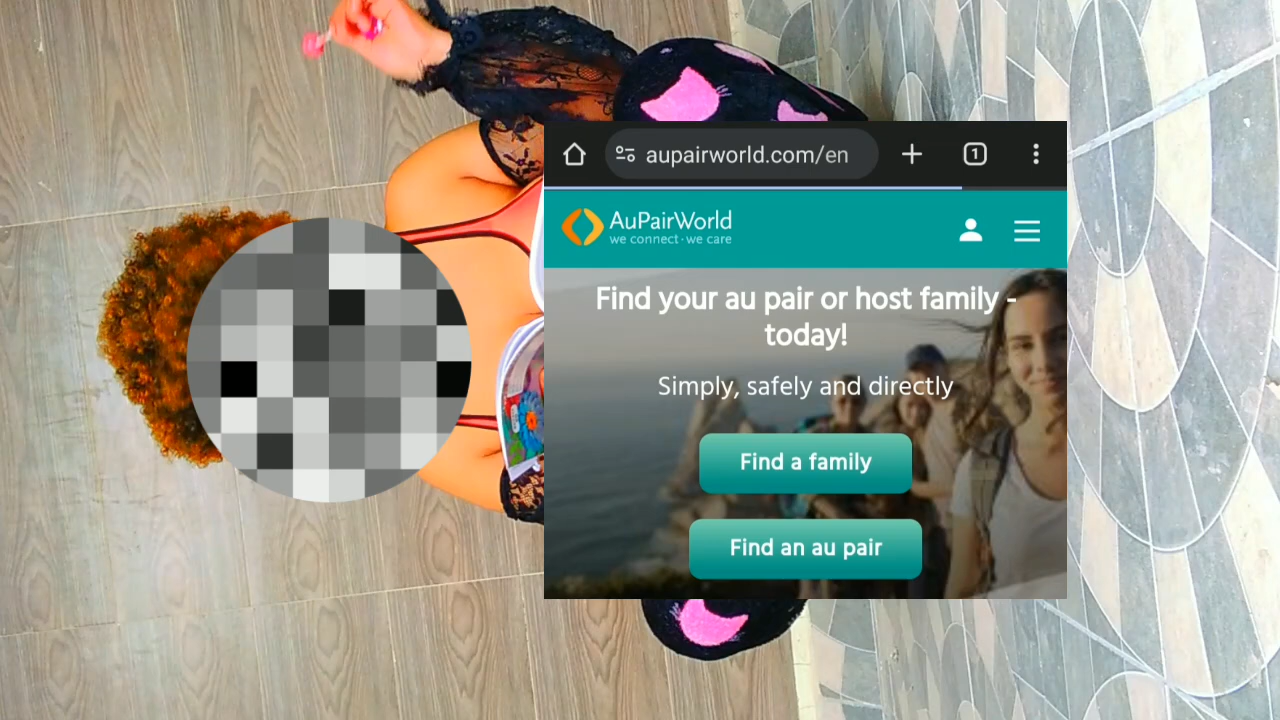 aupairworld.com/en
1
AuPairWorld
we connect · we care
Find your au pair or host family -
today!
Simply, safely and directly
Find a family
Find an au pair